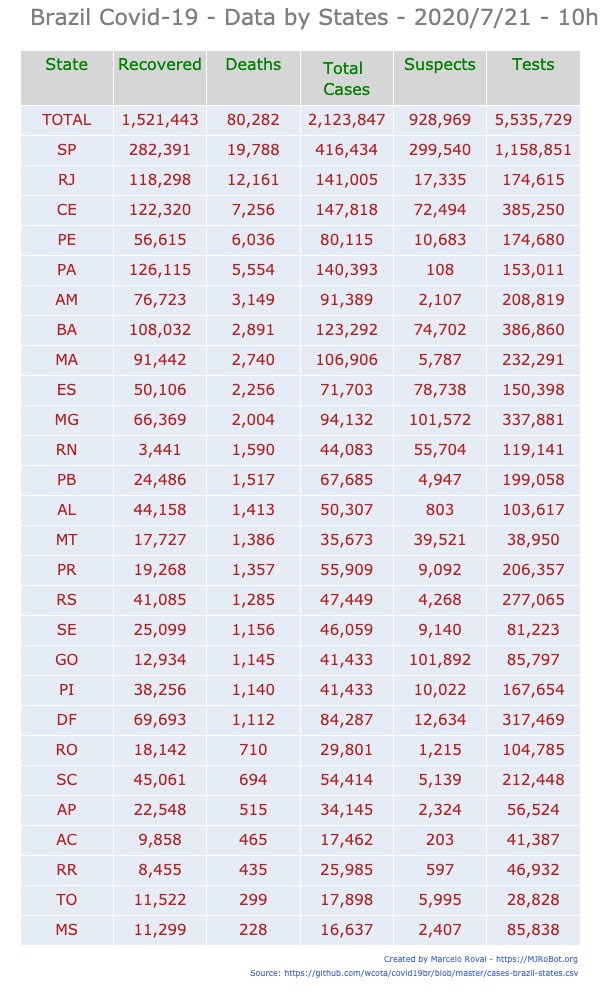 Brazil Covid-19 - Data by States - 2020/7/21 - 10h
State Recovered Deaths Total Cases Suspects Tests
TOTAL 1,521,443 80,282 2,123,847 928,969 5,535,729
SP 282,391 19,788 416,434 299,540 1,158,851
RJ 118,298 12,161 141,005 17,335 174,615
CE 122,320 7,256 147,818 72,494 385,250
PE 56,615 6,036 80,115 10,683 174,680
PA 126,115 5,554 140,393 108 153,011
AM 76,723 3,149 91,389 2,107 208,819
BA 108,032 2,891 123,292 74,702 386,860
MA 91,442 2,740 106,906 5,787 232,291
ES 50,106 2,256 71,703 78,738 150,398
MG 66,369 2,004 94,132 101,572 337,881
RN 3,441 1,590 44,083 55,704 119,141
PB 24,486 1,517 67,685 4,947 199,058
AL 44,158 1,413 50,307 803 103,617
MT 17,727 1,386 35,673 39,521 38,950
PR 19,268 1,357 55,909 9,092 206,357
RS 41,085 1,285 47,449 4,268 277,065
SE 25,099 1,156 46,059 9,140 81,223
GO 12,934 1,145 41,433 101,892 85,797
PI 38,256 1,140 41,433 10,022 167,654
DF 69,693 1,112 84,287 12,634 317,469
RO 18,142 710 29,801 1,215 104,785
SC 45,061 694 54,414 5,139 212,448
AP 22,548 515 34,145 2,324 56,524
AC 9,858 465 17,462 203 41,387
RR 8,455 435 25,985 597 46,932
TO 11,522 299 17,898 5,995 28,828
MS 11,299 228 16,637 2,407 85,838
Created by Marcelo Rovai - https://MJRoBot.org
Source: https://github.com/wcota/covid19br/blob/master/cases-brazil-states.csv